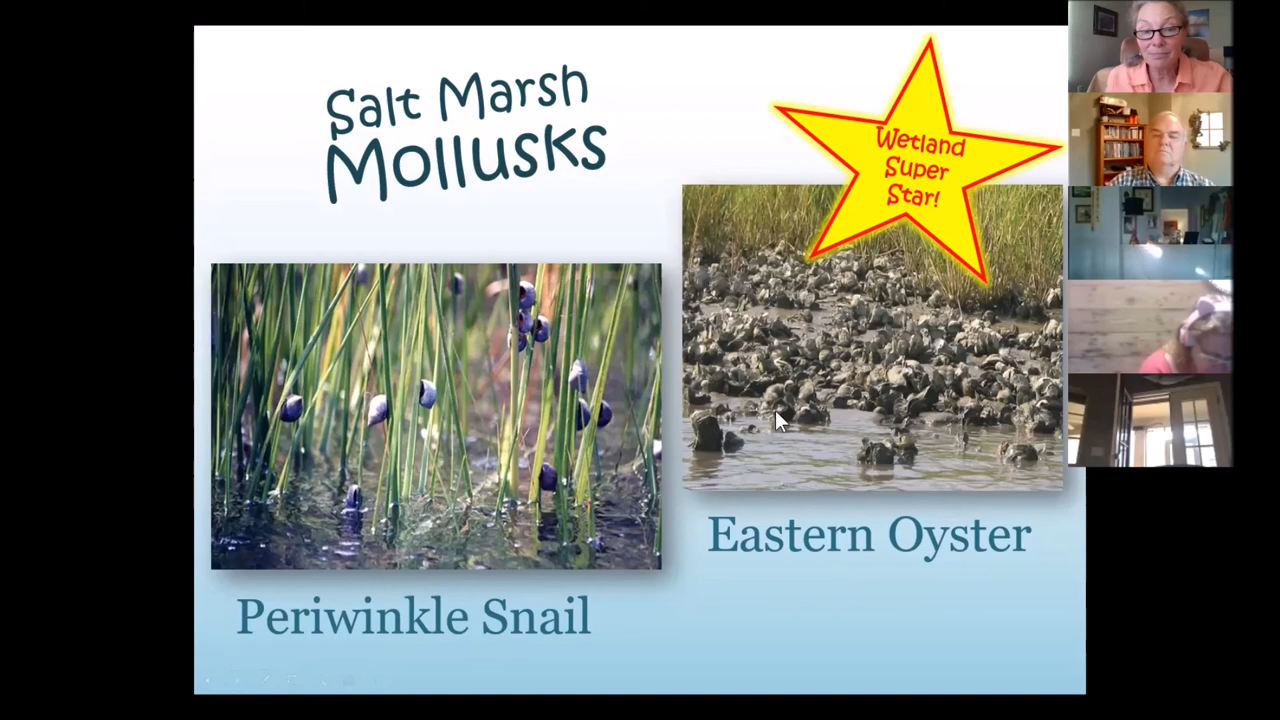 Salt Marsh
Mollusks
Wetland
Super
Star!
Eastern Oyster
Periwinkle Snail